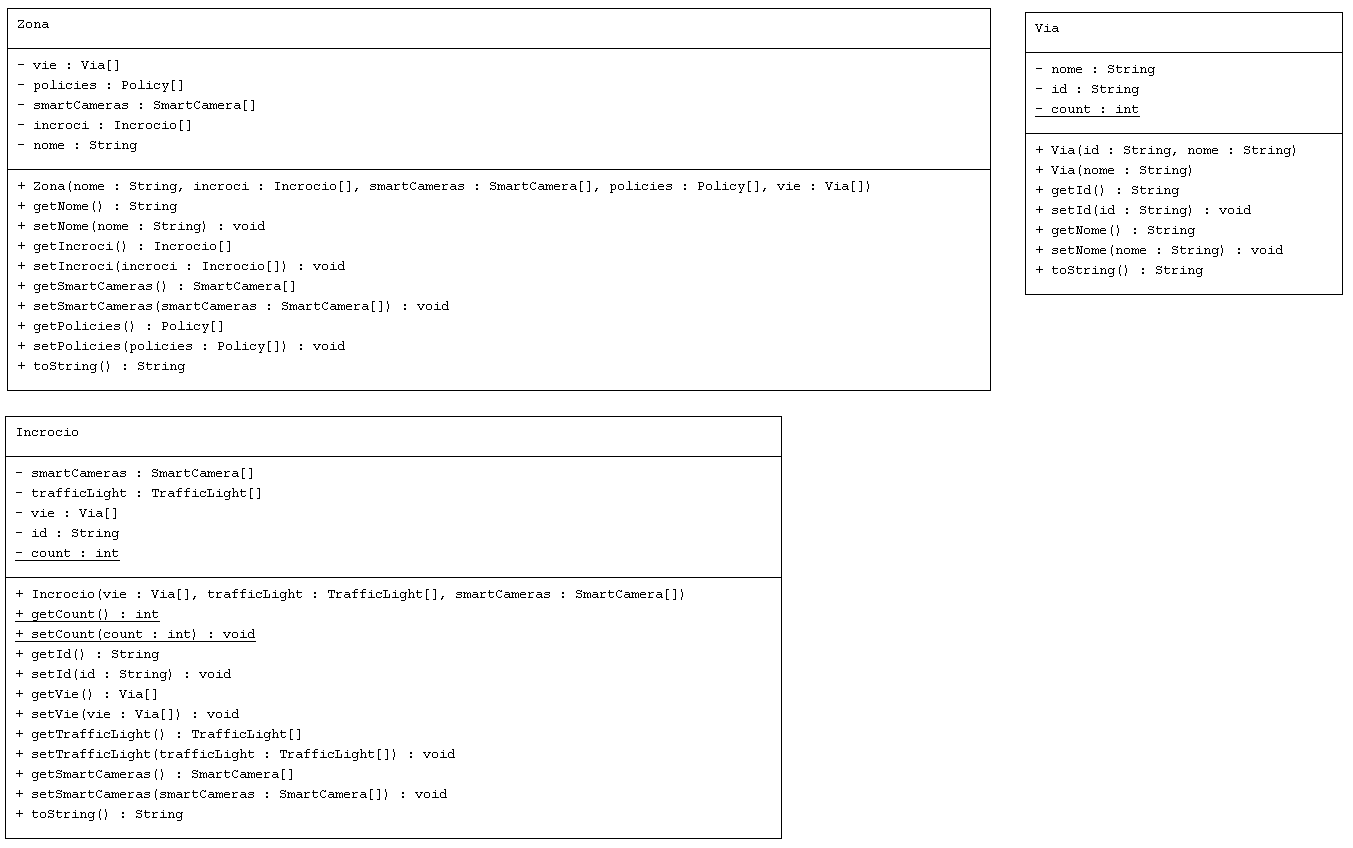 Zona
- vie : Via[]
- policies : Policy[]
- smartCameras : SmartCamera[]
- incroci : Incrocio[]
- nome : String
+ Zona(nome : String, incroci : Incrocio[], smartCameras : SmartCamera[], policies : Policy[], vie : Via[])
+ getNome() : String
+ setNome(nome : String) : void
+ getIncroci() : Incrocio[]
+ setIncroci(incroci : Incrocio[]) : void
+ getSmartCameras() : SmartCamera[]
+ setSmartCameras(smartCameras : SmartCamera[]) : void
+ getPolicies() : Policy[]
+ setPolicies(policies : Policy[]) : void
+ toString() : String
Via
- nome : String
- id : String
- count : int
+ Via(id : String, nome : String)
+ Via(nome : String)
+ getId() : String
+ setId(id : String) : void
+ getNome() : String
+ setNome(nome : String) : void
+ toString() : String
Incrocio
- smartCameras : SmartCamera[]
- trafficLight : TrafficLight[]
- vie : Via[]
- id : String
- count : int
+ Incrocio(vie : Via[], trafficLight : TrafficLight[], smartCameras : SmartCamera[])
+ getCount() : int
+ setCount(count : int) : void
+ getId() : String
+ setId(id : String) : void
+ getVie() : Via[]
+ setVie(vie : Via[]) : void
+ getTrafficLight() : TrafficLight[]
+ setTrafficLight(trafficLight : TrafficLight[]) : void
+ getSmartCameras() : SmartCamera[]
+ setSmartCameras(smartCameras : SmartCamera[]) : void
+ toString() : String